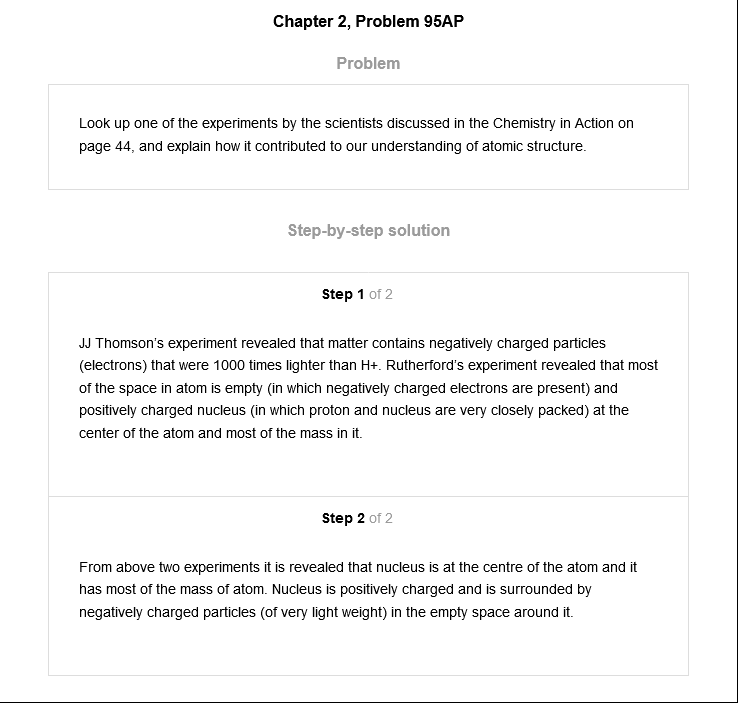 Chapter 2, Problem 95AP
Problem
Look up one of the experiments by the scientists discussed in the Chemistry in Action on
page 44, and explain how it contributed to our understanding of atomic structure.
Step-by-step solution
Step 1 of 2
JJ Thomson's experiment revealed that matter contains negatively charged particles
(electrons) that were 1000 times lighter than H+. Rutherford's experiment revealed that most
of the space in atom is empty (in which negatively charged electrons are present) and
positively charged nucleus (in which proton and nucleus are very closely packed) at the
center of the atom and most of the mass in it.
Step 2 of 2
From above two experiments it is revealed that nucleus is at the centre of the atom and it
has most of the mass of atom. Nucleus is positively charged and is surrounded by
negatively charged particles (of very light weight) in the empty space around it.